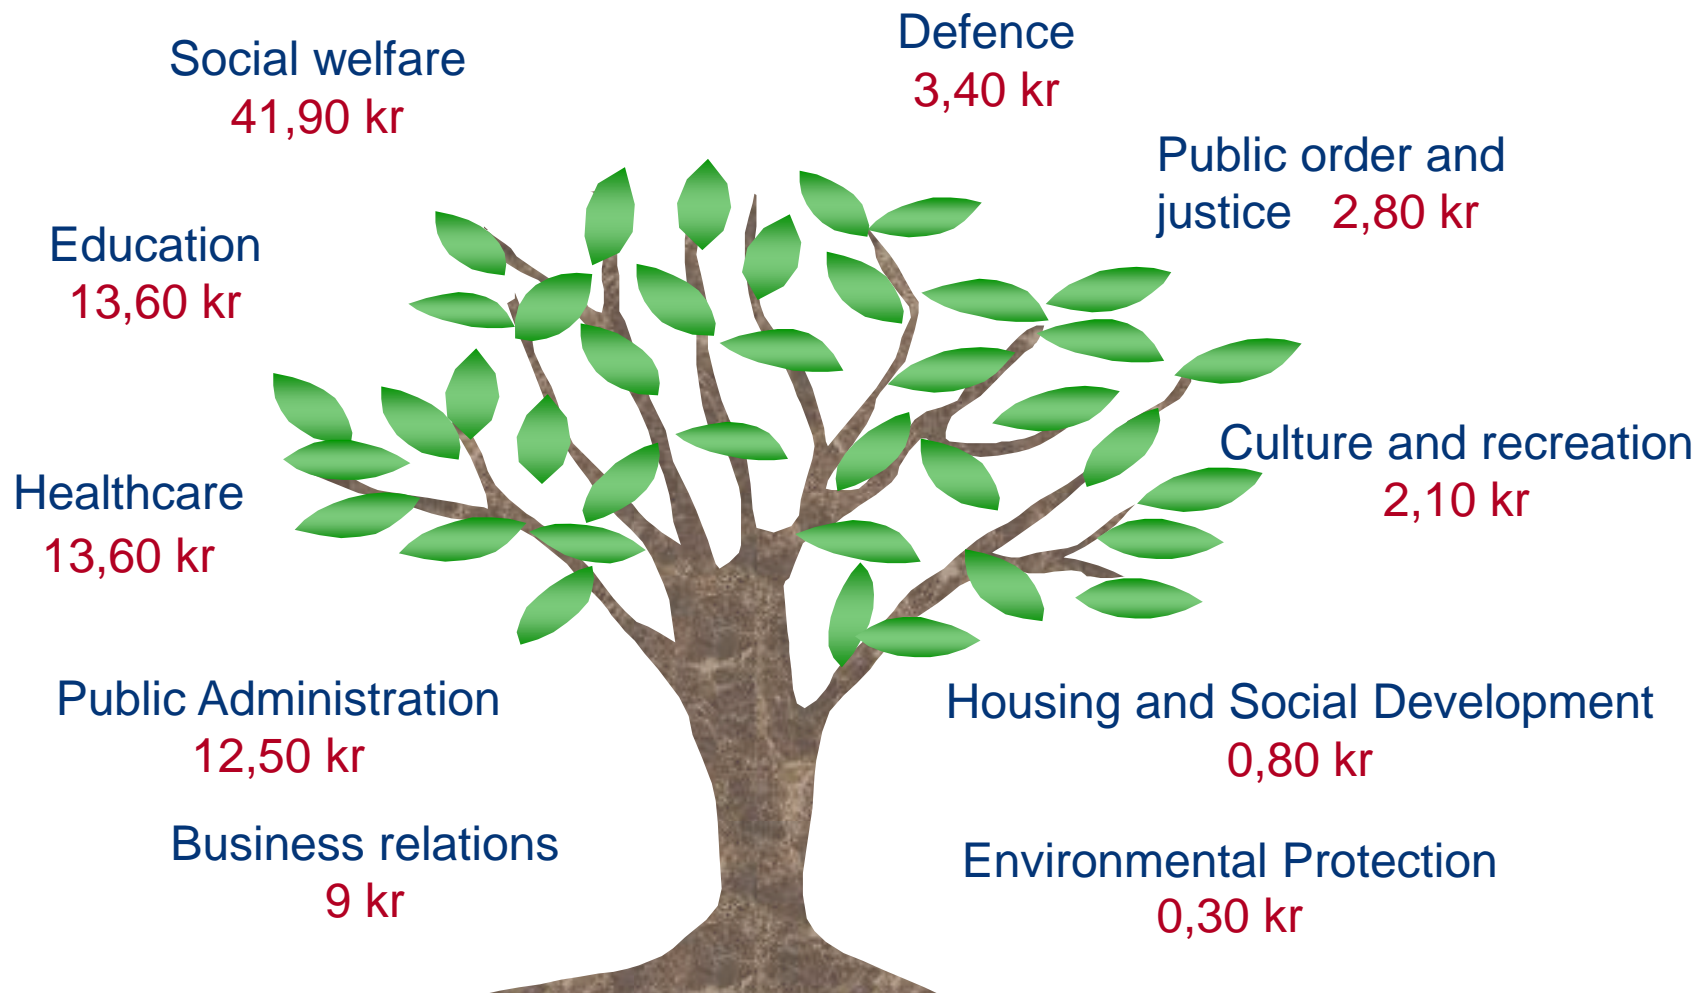 Social welfare
41,90 kr
Education
13,60 kr
Healthcare
13,60 kr
Public Administration
12,50 kr
Business relations
9 kr
Defence
3,40 kr
Public order and
justice 2,80 kr
Culture and recreation
2,10 kr
Housing and Social Development
0,80 kr
Environmental Protection
0,30 kr